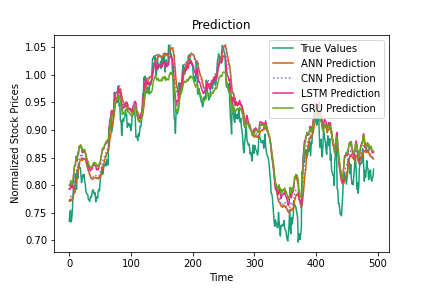 Prediction
True Values
ANN Prediction
CNN Prediction
LSTM Prediction
GRU Prediction
Normalized Stock Prices
1.05
1.00
0.95
0.90
0.85
0.80
0.75
0.70
0 100 200 300 400 500
Time